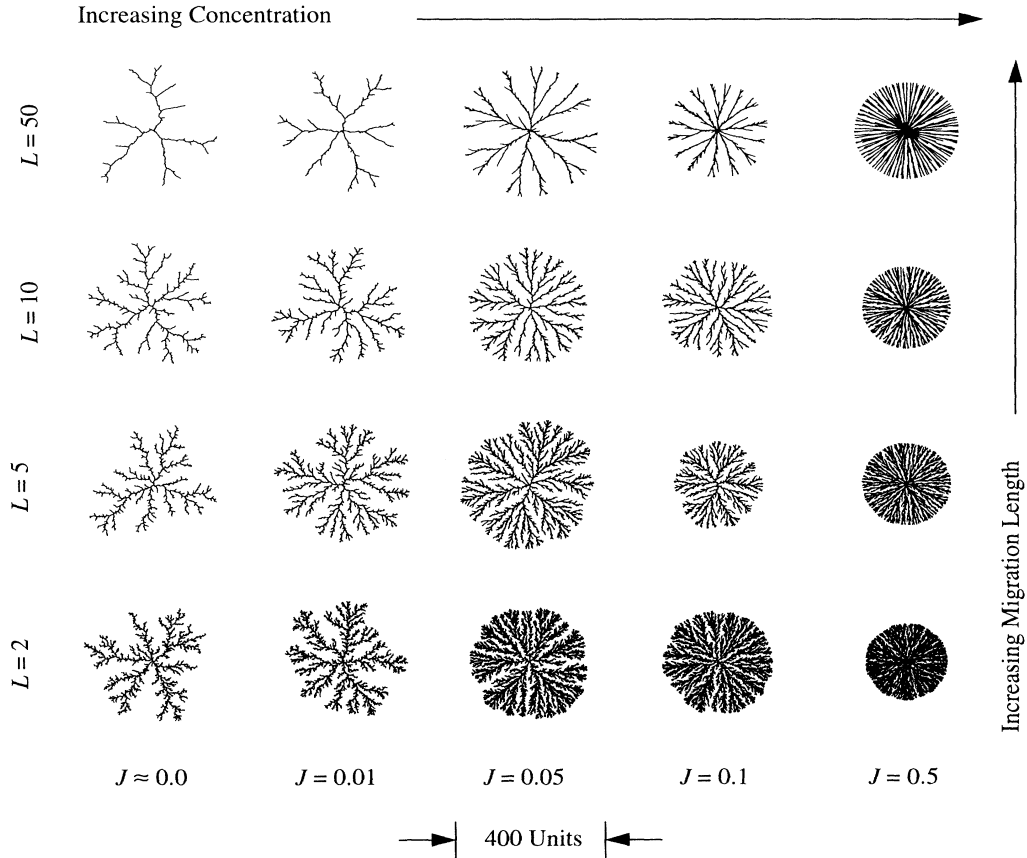 Increasing Concentration
L = 50
L = 10
L = 5
L = 2
Increasing Migration Length
J ≈ 0.0
J = 0.01
J = 0.05
J = 0.1
J = 0.5
400 Units